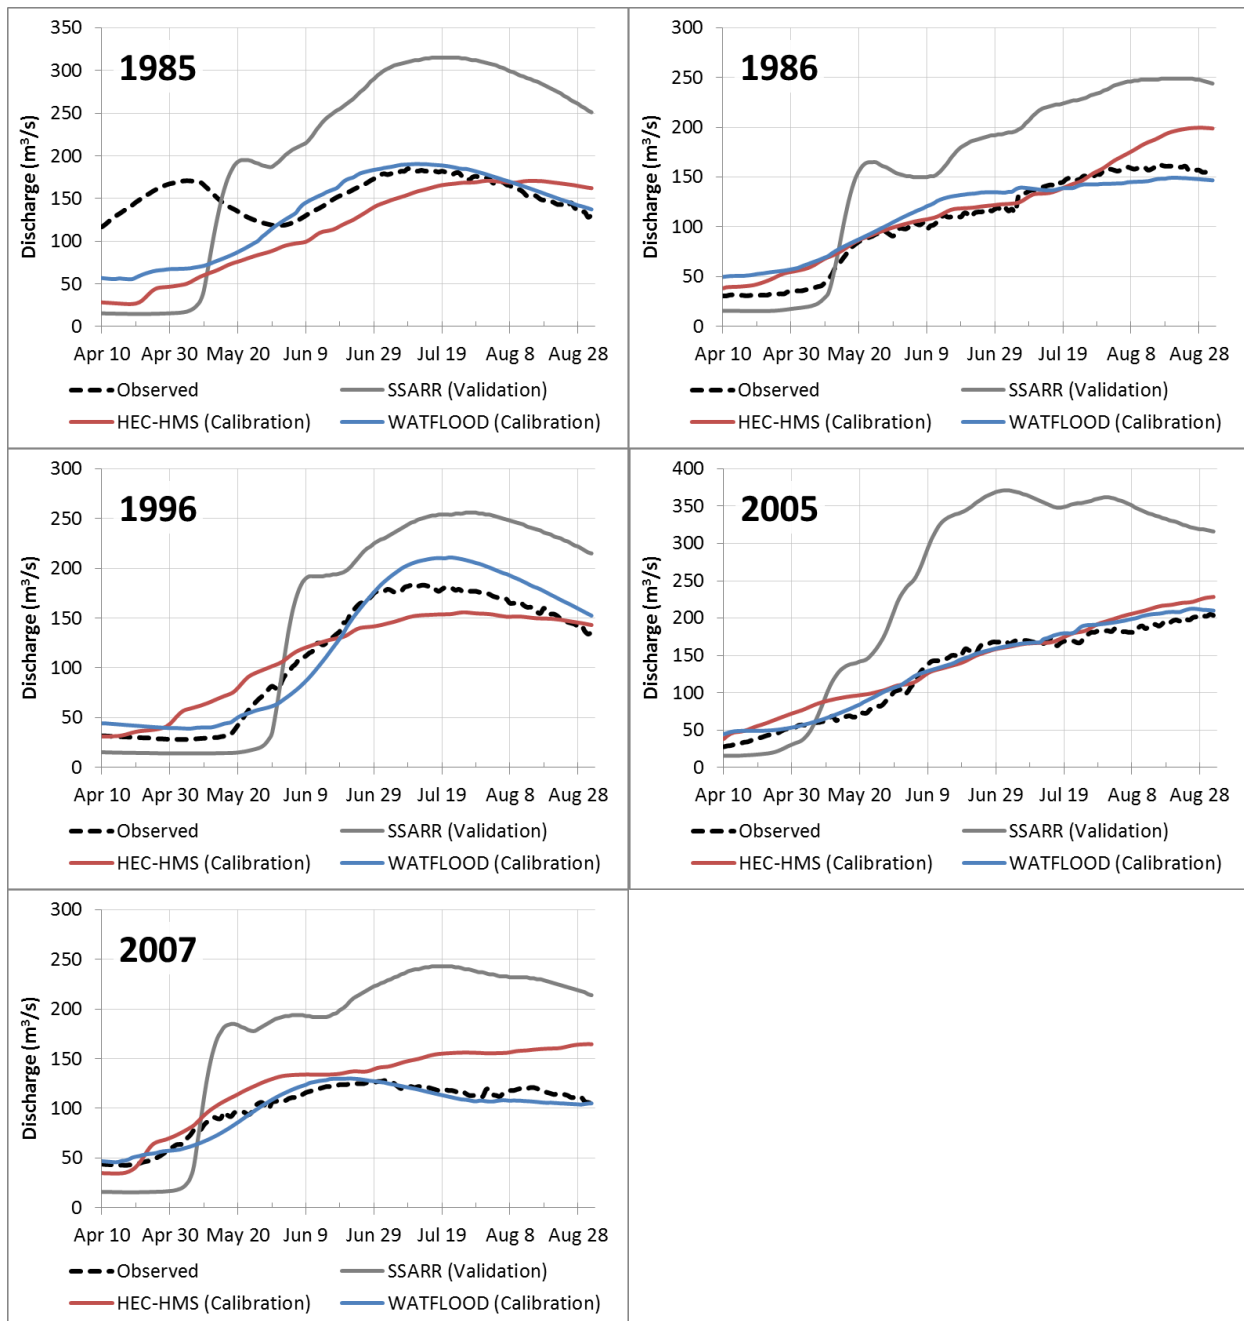 1985
Discharge (m³/s)
350
300
250
200
150
100
50
0
Apr 10 Apr 30 May 20 Jun 9 Jun 29 Jul 19 Aug 8 Aug 28
Observed SSARR (Validation)
HEC-HMS (Calibration) WATFLOOD (Calibration)
1986
Discharge (m³/s)
300
250
200
150
100
50
0
Apr 10 Apr 30 May 20 Jun 9 Jun 29 Jul 19 Aug 8 Aug 28
Observed SSARR (Validation)
HEC-HMS (Calibration) WATFLOOD (Calibration)
1996
Discharge (m³/s)
300
250
200
150
100
50
0
Apr 10 Apr 30 May 20 Jun 9 Jun 29 Jul 19 Aug 8 Aug 28
Observed SSARR (Validation)
HEC-HMS (Calibration) WATFLOOD (Calibration)
2005
Discharge (m³/s)
400
350
300
250
200
150
100
50
0
Apr 10 Apr 30 May 20 Jun 9 Jun 29 Jul 19 Aug 8 Aug 28
Observed SSARR (Validation)
HEC-HMS (Calibration) WATFLOOD (Calibration)
2007
Discharge (m³/s)
300
250
200
150
100
50
0
Apr 10 Apr 30 May 20 Jun 9 Jun 29 Jul 19 Aug 8 Aug 28
Observed SSARR (Validation)
HEC-HMS (Calibration) WATFLOOD (Calibration)